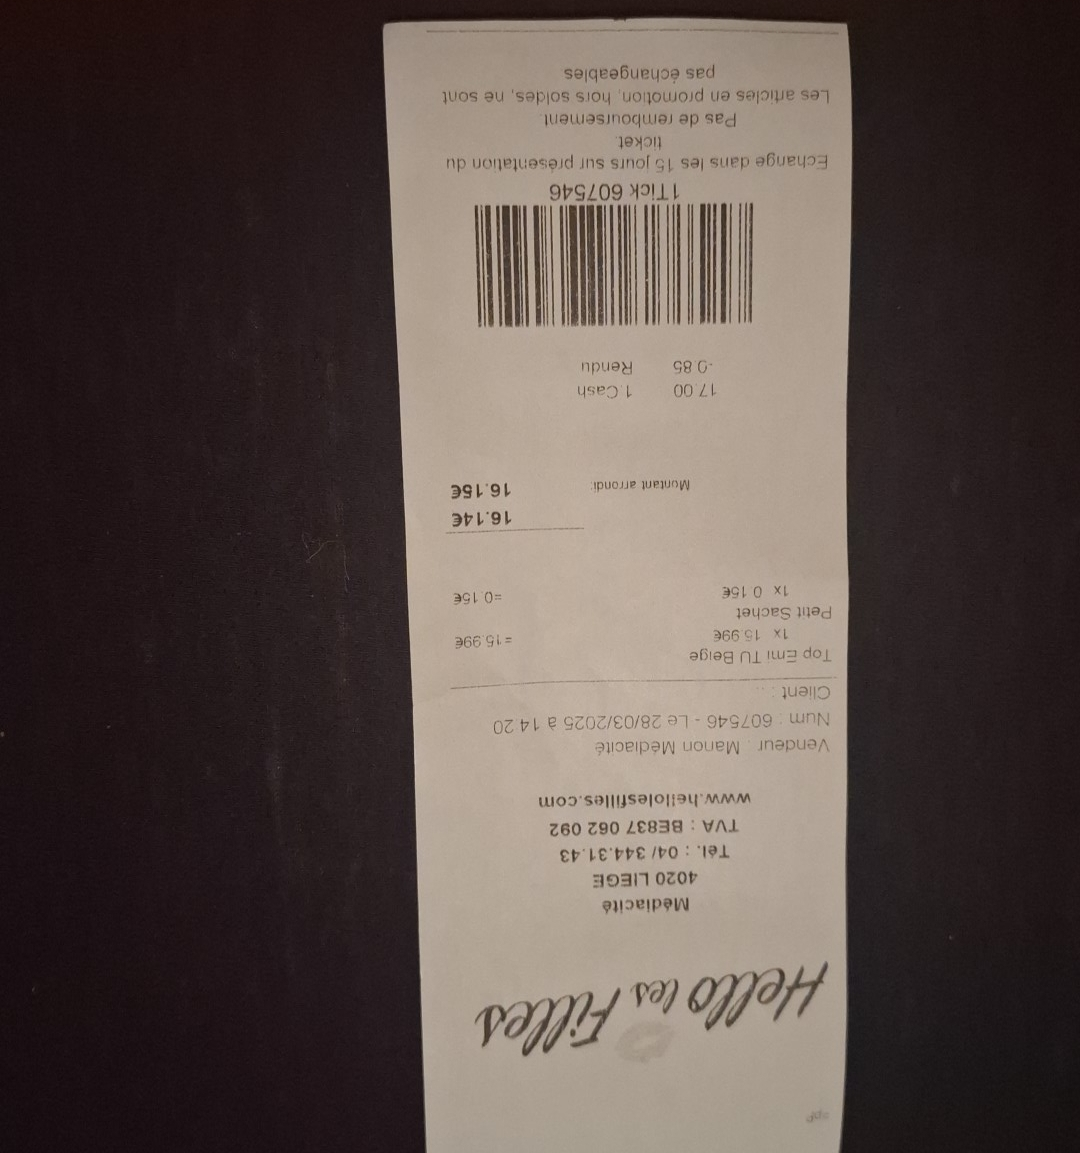 Hello les Filles
Médiacité
4020 LIEGE
Tél. : 04/ 344.31.43
TVA : BE837 062 092
www.hellolesfilles.com
Vendeur : Manon Médiacité
Num : 607546 - Le 28/03/2025 à 14:20
Client : ..
Top Emi TU Beige
1x 15.99€ =15.99€
Petit Sachet
1x 0.15€ =0.15€
16.14€
Montant arrondi: 16.15€
17.00 1.Cash
-0.85 Rendu
1Tick 607546
Echange dans les 15 jours sur présentation du
ticket.
Pas de remboursement.
Les articles en promotion, hors soldes, ne sont
pas échangeables